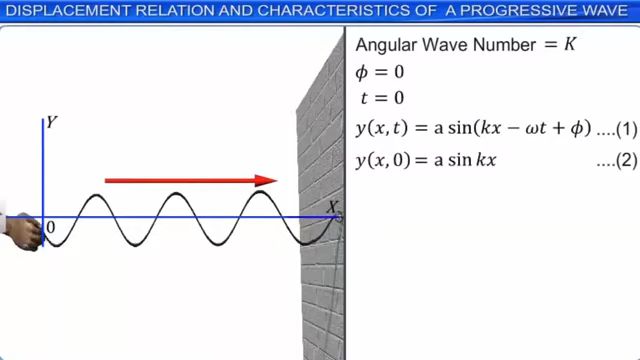 DISPLACEMENT RELATION AND CHARACTERISTICS OF A PROGRESSIVE WAVE
Angular Wave Number = K
ϕ = 0
t = 0
y(x, t) = a sin(kx − ωt + ϕ) ....(1)
y(x, 0) = a sin kx ....(2)
Y
X
0